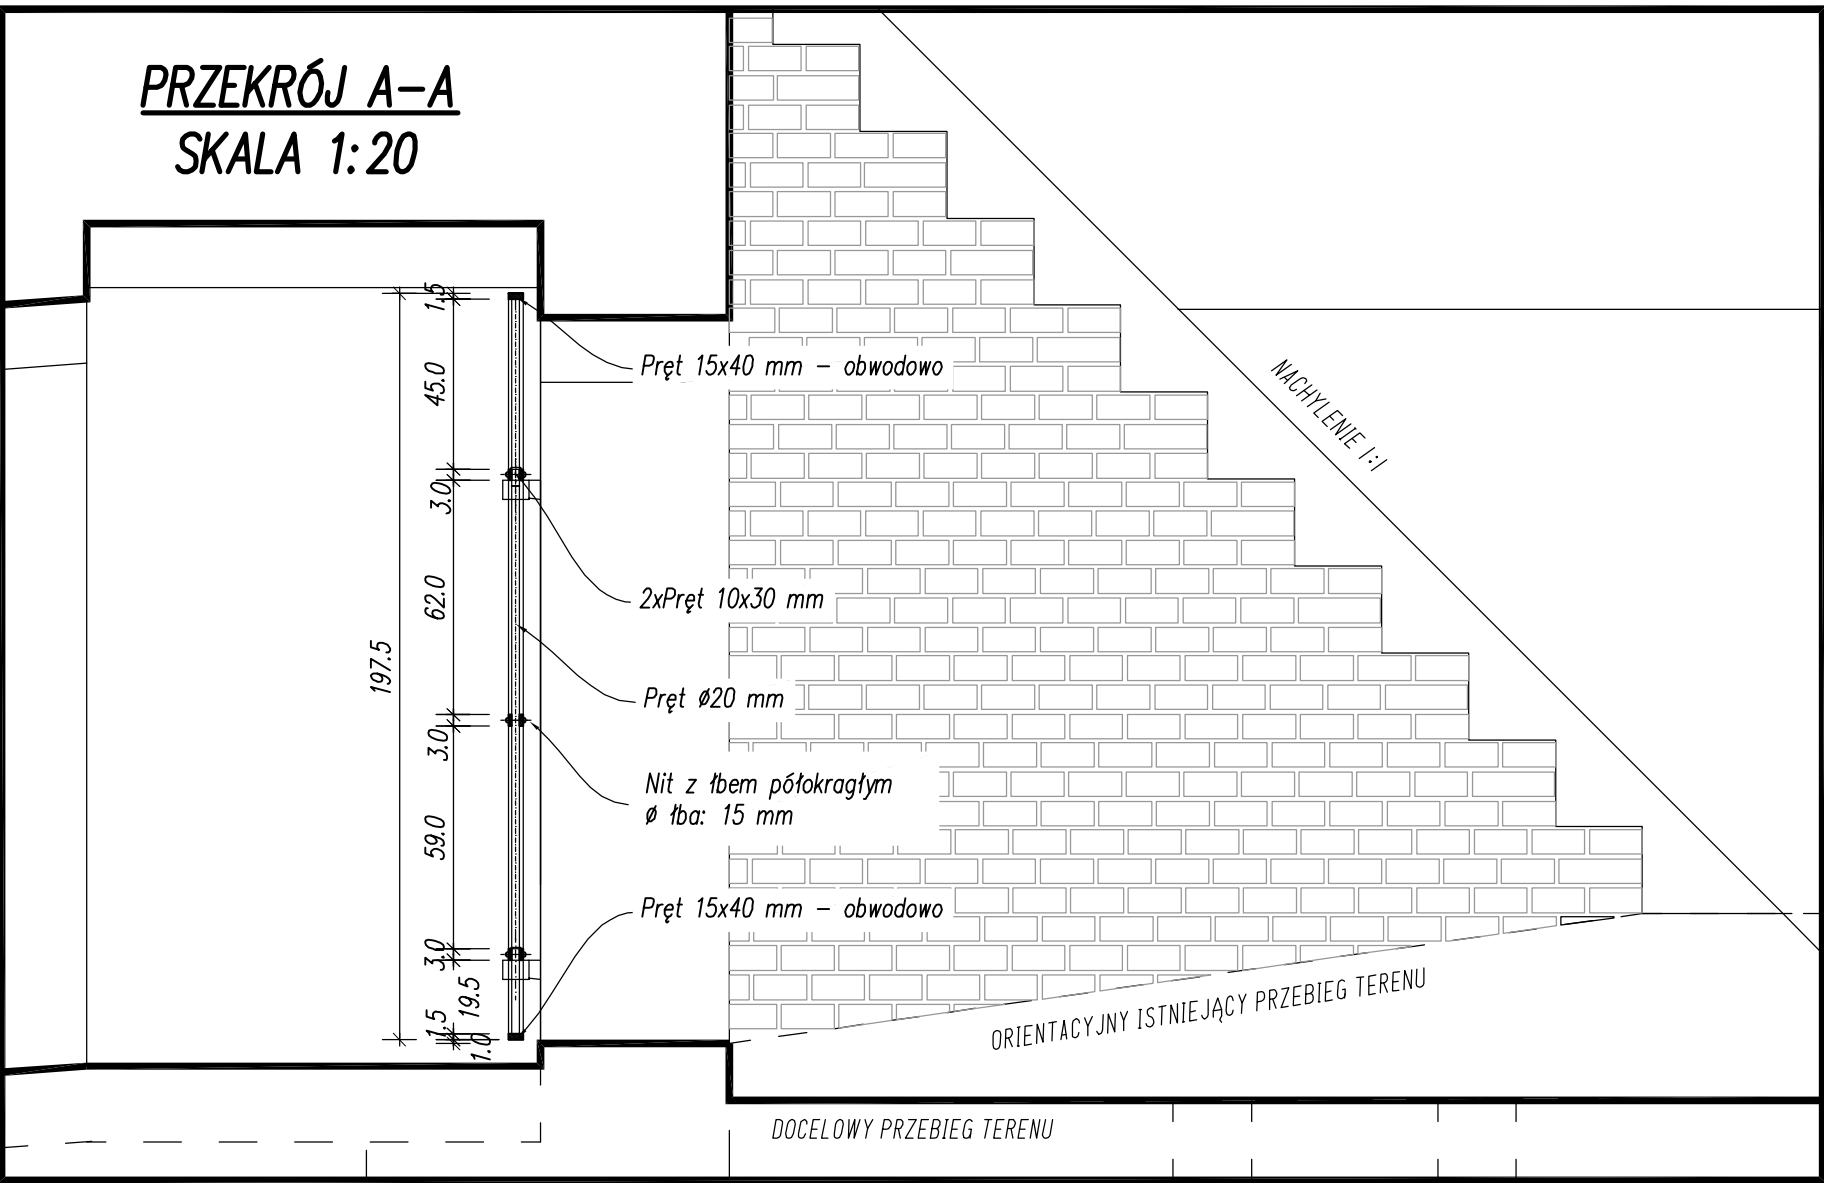 PRZEKRÓJ A-A
SKALA 1:20
1.5
45.0
3.0
62.0
197.5
3.0
59.0
3.0
19.5
1.5
1.0
Pręt 15x40 mm - obwodowo
2xPręt 10x30 mm
Pręt ø20 mm
Nit z łbem półokragłym
ø łba: 15 mm
Pręt 15x40 mm - obwodowo
NACHYLENIE 1:1
ORIENTACYJNY ISTNIEJĄCY PRZEBIEG TERENU
DOCELOWY PRZEBIEG TERENU